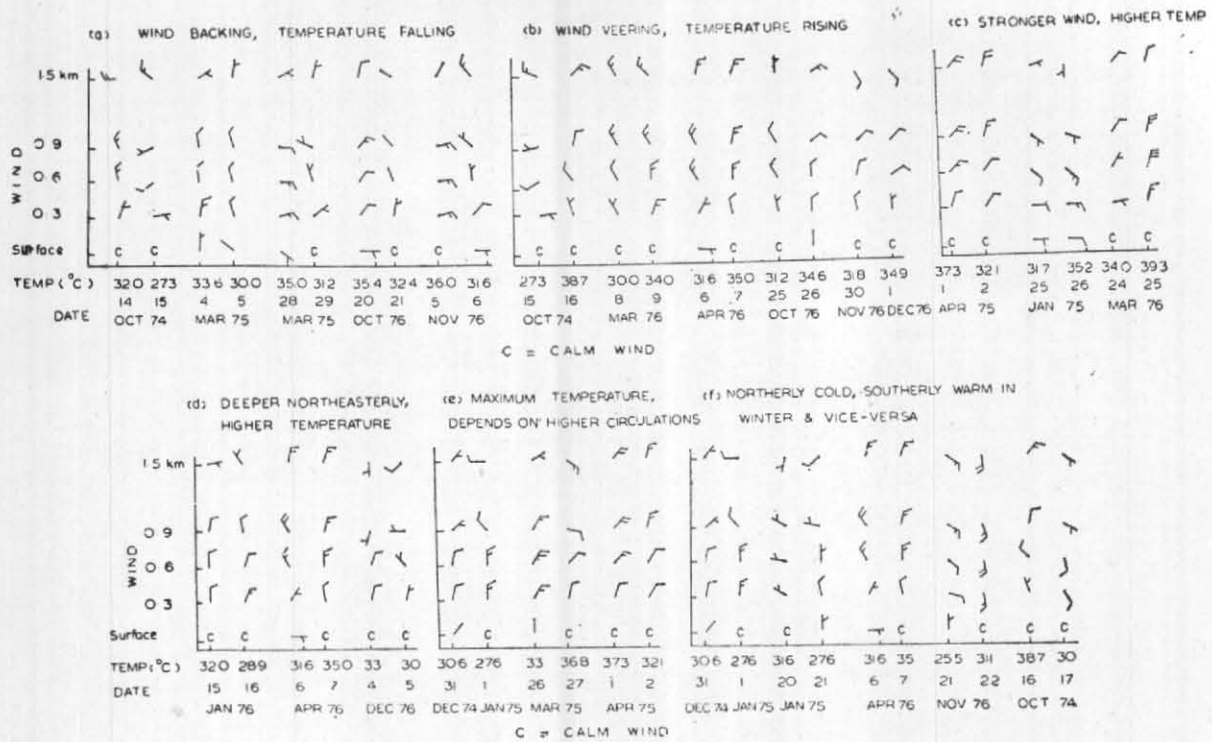 (a) WIND BACKING, TEMPERATURE FALLING
(b) WIND VEERING, TEMPERATURE RISING
(c) STRONGER WIND, HIGHER TEMP
1.5 km
0 9
0 6
0 3
Surface
WIND
TEMP (°C) 320 273 336 300 350 312 354 324 360 316 273 387 300 340 316 350 312 346 318 349 373 321 317 352 340 393
14 15 4 5 28 29 20 21 5 6 15 16 8 9 6 7 25 26 30 1 1 2 25 26 24 25
DATE OCT 74 MAR 75 MAR 75 OCT 76 NOV 76 OCT 74 MAR 76 APR 76 OCT 76 NOV 76 DEC 76 APR 75 JAN 75 MAR 76
C = CALM WIND
(d) DEEPER NORTHEASTERLY,
HIGHER TEMPERATURE
(e) MAXIMUM TEMPERATURE,
DEPENDS ON HIGHER CIRCULATIONS
(f) NORTHERLY COLD, SOUTHERLY WARM IN
WINTER & VICE-VERSA
1.5 km
0 9
0 6
0 3
Surface
WIND
C C C C C C C C C C C C C C C C C
TEMP (°C) 320 289 316 350 33 30 306 276 33 368 373 321 306 276 316 276 316 35 255 311 387 30
DATE 15 16 6 7 4 5 31 1 26 27 1 2 31 1 20 21 6 7 21 22 16 17
JAN 76 APR 76 DEC 76 DEC 74 JAN 75 MAR 75 APR 75 DEC 74 JAN 75 JAN 75 APR 76 NOV 76 OCT 74
C = CALM WIND